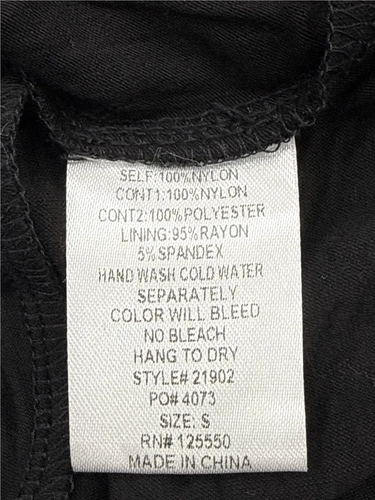 SELF:100%NYLON
CONT1:100%NYLON
CONT2:100%POLYESTER
LINING:95%RAYON
5%SPANDEX
HAND WASH COLD WATER
SEPARATELY
COLOR WILL BLEED
NO BLEACH
HANG TO DRY
STYLE# 21902
PO# 4073
SIZE: S
RN# 125550
MADE IN CHINA